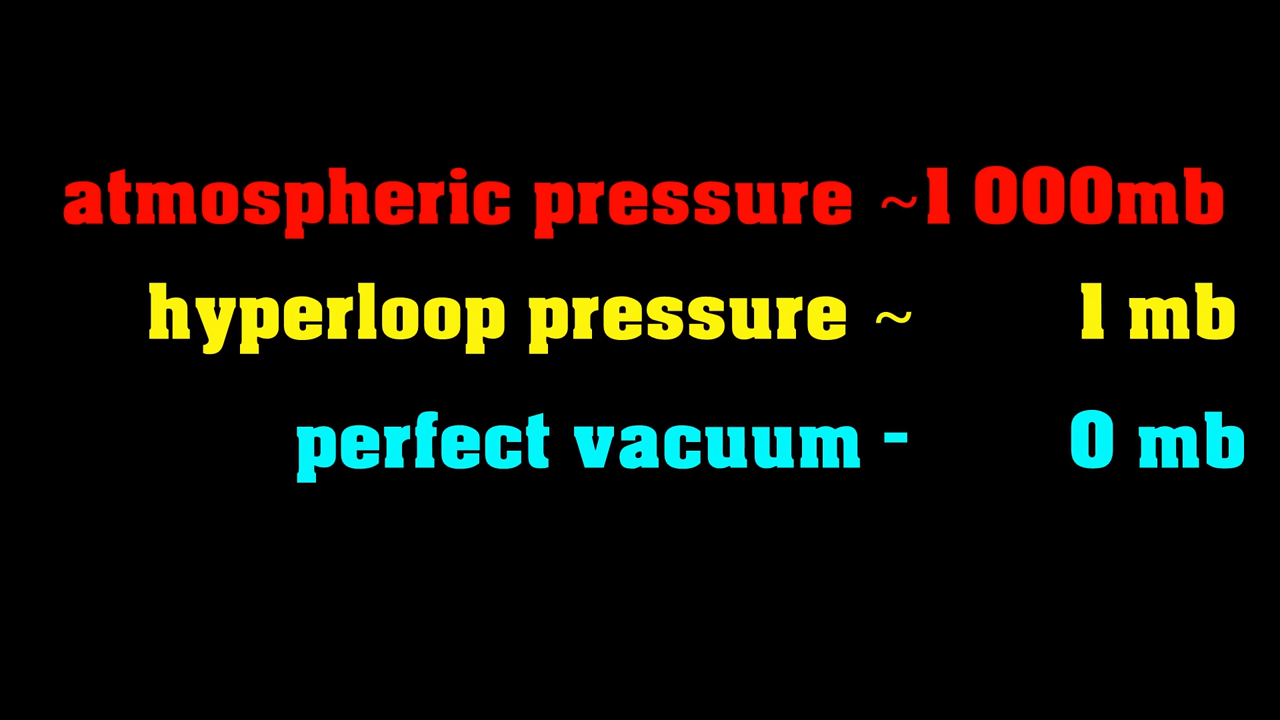 atmospheric pressure ~1 000mb
hyperloop pressure ~ 1 mb
perfect vacuum - 0 mb